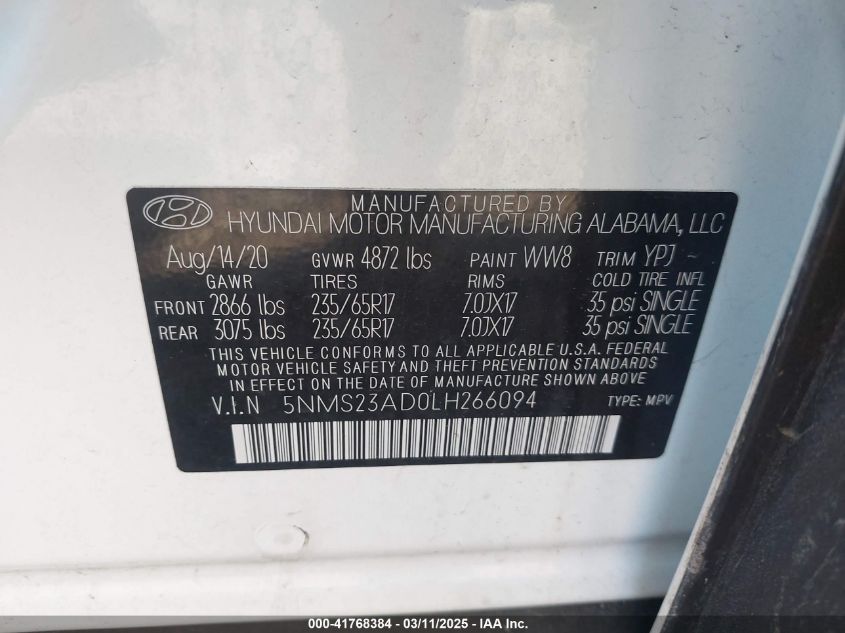 MANUFACTURED BY
HYUNDAI MOTOR MANUFACTURING ALABAMA, LLC
Aug/14/20 GVWR 4872 lbs PAINT WW8 TRIM YPJ ~
GAWR TIRES RIMS COLD TIRE INFL
FRONT 2866 lbs 235/65R17 7.0JX17 35 psi SINGLE
REAR 3075 lbs 235/65R17 7.0JX17 35 psi SINGLE
THIS VEHICLE CONFORMS TO ALL APPLICABLE U.S.A. FEDERAL
MOTOR VEHICLE SAFETY AND THEFT PREVENTION STANDARDS
IN EFFECT ON THE DATE OF MANUFACTURE SHOWN ABOVE
V.I.N 5NMS23AD0LH266094 TYPE: MPV
000-41768384 - 03/11/2025 - IAA, Inc.